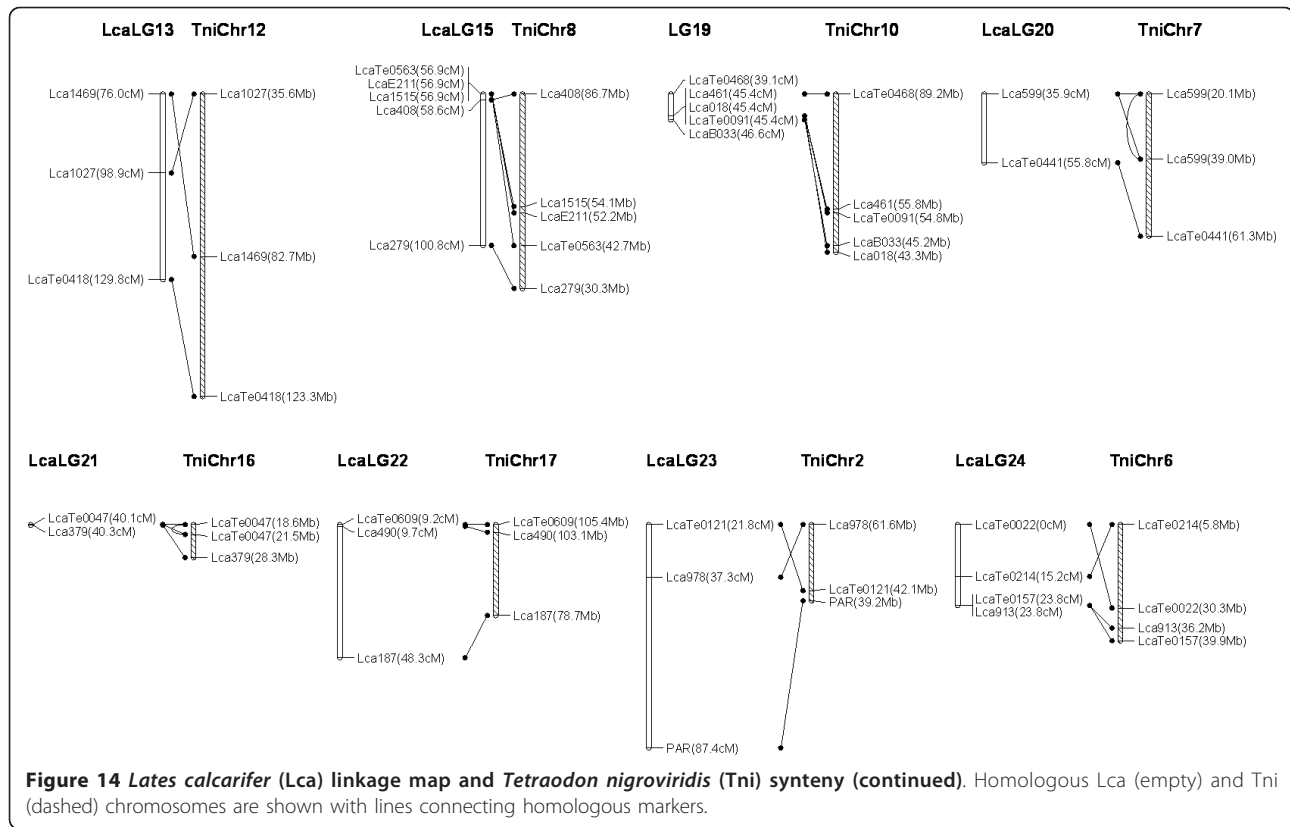 LcaLG13 TniChr12
Lca1469(76.0cM)
Lca1027(98.9cM)
LcaTe0418(129.8cM)
Lca1027(35.6Mb)
Lca1469(82.7Mb)
LcaTe0418(123.3Mb)
LcaLG15 TniChr8
LcaTe0563(56.9cM)
LcaE211(56.9cM)
Lca1515(56.9cM)
Lca408(58.6cM)
Lca279(100.8cM)
Lca408(86.7Mb)
Lca1515(54.1Mb)
LcaE211(52.2Mb)
LcaTe0563(42.7Mb)
Lca279(30.3Mb)
LG19 TniChr10
LcaTe0468(39.1cM)
Lca461(45.4cM)
Lca018(45.4cM)
LcaTe0091(45.4cM)
LcaB033(46.6cM)
LcaTe0468(89.2Mb)
Lca461(55.8Mb)
LcaTe0091(54.8Mb)
LcaB033(45.2Mb)
Lca018(43.3Mb)
LcaLG20 TniChr7
Lca599(35.9cM)
LcaTe0441(55.8cM)
Lca599(20.1Mb)
Lca599(39.0Mb)
LcaTe0441(61.3Mb)
LcaLG21 TniChr16
LcaTe0047(40.1cM)
Lca379(40.3cM)
LcaTe0047(18.6Mb)
LcaTe0047(21.5Mb)
Lca379(28.3Mb)
LcaLG22 TniChr17
LcaTe0609(9.2cM)
Lca490(9.7cM)
Lca187(48.3cM)
LcaTe0609(105.4Mb)
Lca490(103.1Mb)
Lca187(78.7Mb)
LcaLG23 TniChr2
LcaTe0121(21.8cM)
Lca978(37.3cM)
PAR(87.4cM)
Lca978(61.6Mb)
LcaTe0121(42.1Mb)
PAR(39.2Mb)
LcaLG24 TniChr6
LcaTe0022(0cM)
LcaTe0214(15.2cM)
LcaTe0157(23.8cM)
Lca913(23.8cM)
LcaTe0214(5.8Mb)
LcaTe0022(30.3Mb)
Lca913(36.2Mb)
LcaTe0157(39.9Mb)
Figure 14 Lates calcarifer (Lca) linkage map and Tetraodon nigroviridis (Tni) synteny (continued). Homologous Lca (empty) and Tni
(dashed) chromosomes are shown with lines connecting homologous markers.